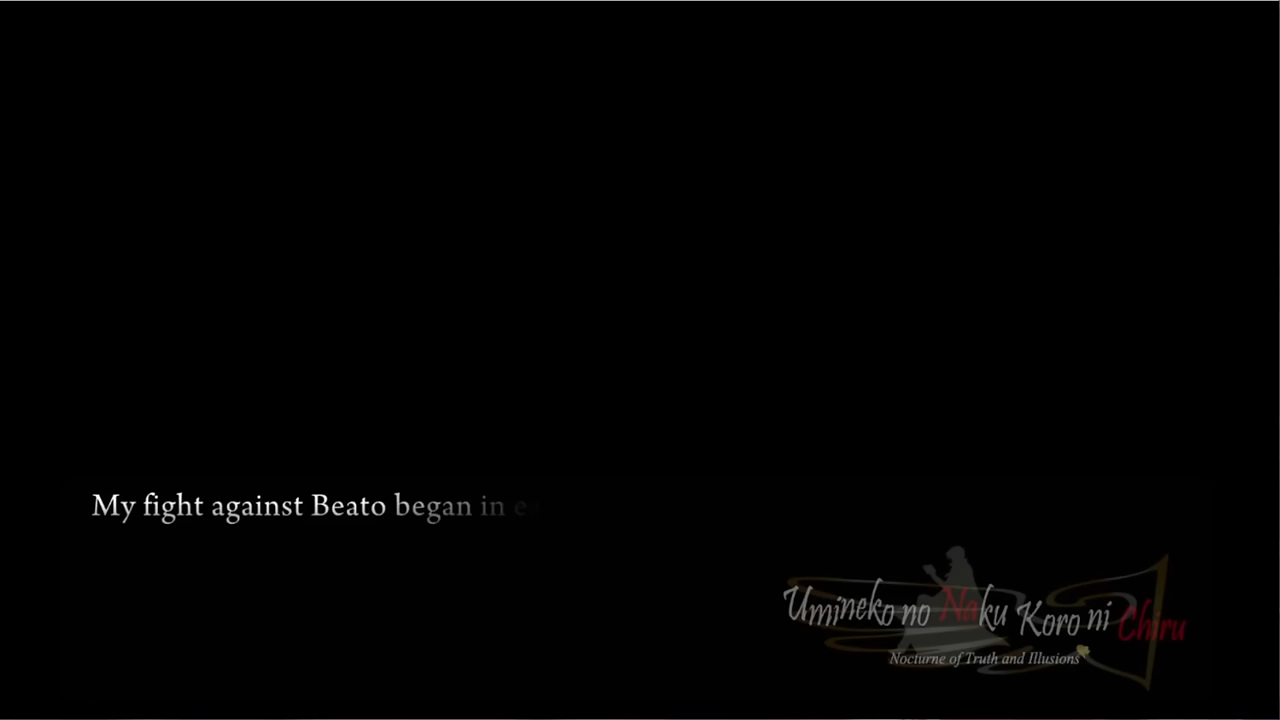 My fight against Beato began in e
Umineko no Naku Koro ni Chiru
Nocturne of Truth and Illusions